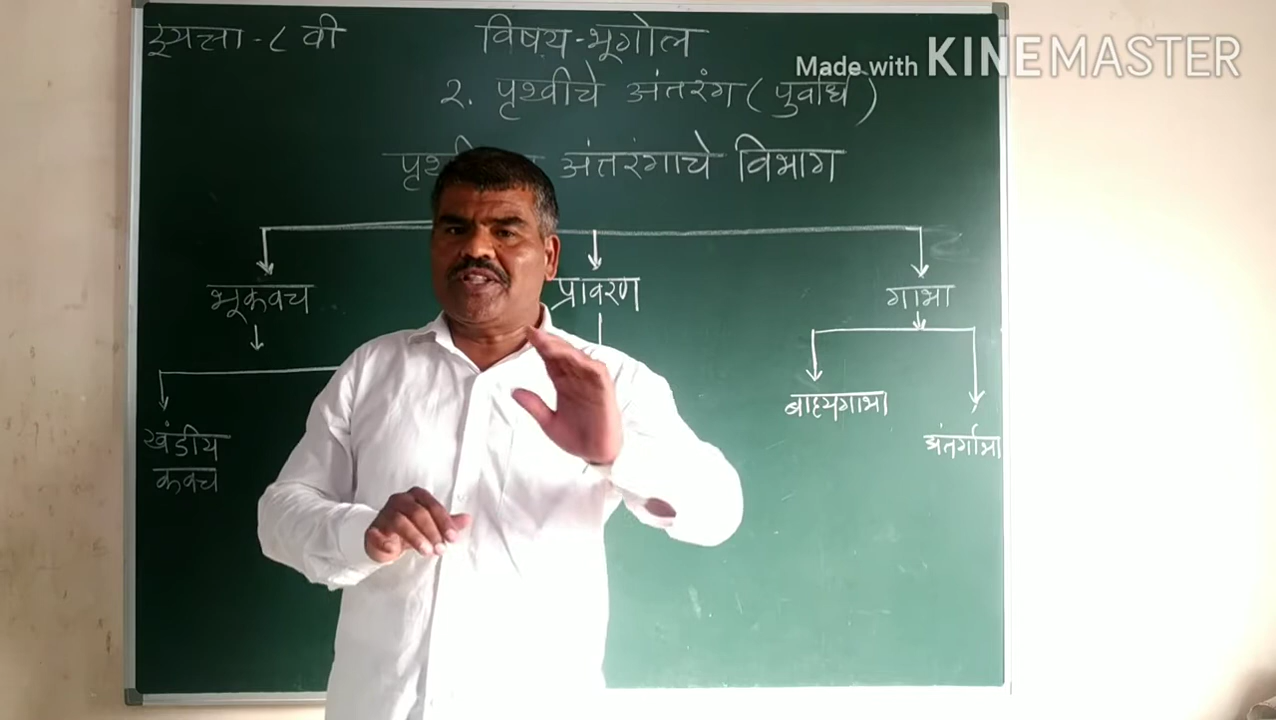 इयत्ता-८ वी विषय-भूगोल
Made with KINEMASTER
२. पृथ्वीचे अंतरंग (पुर्वार्ध)
अंतरंगाचे विभाग
भूकवच प्रावरण गाभा
बाह्यगाभा
खंडीय अंतर्गाभा
कवच